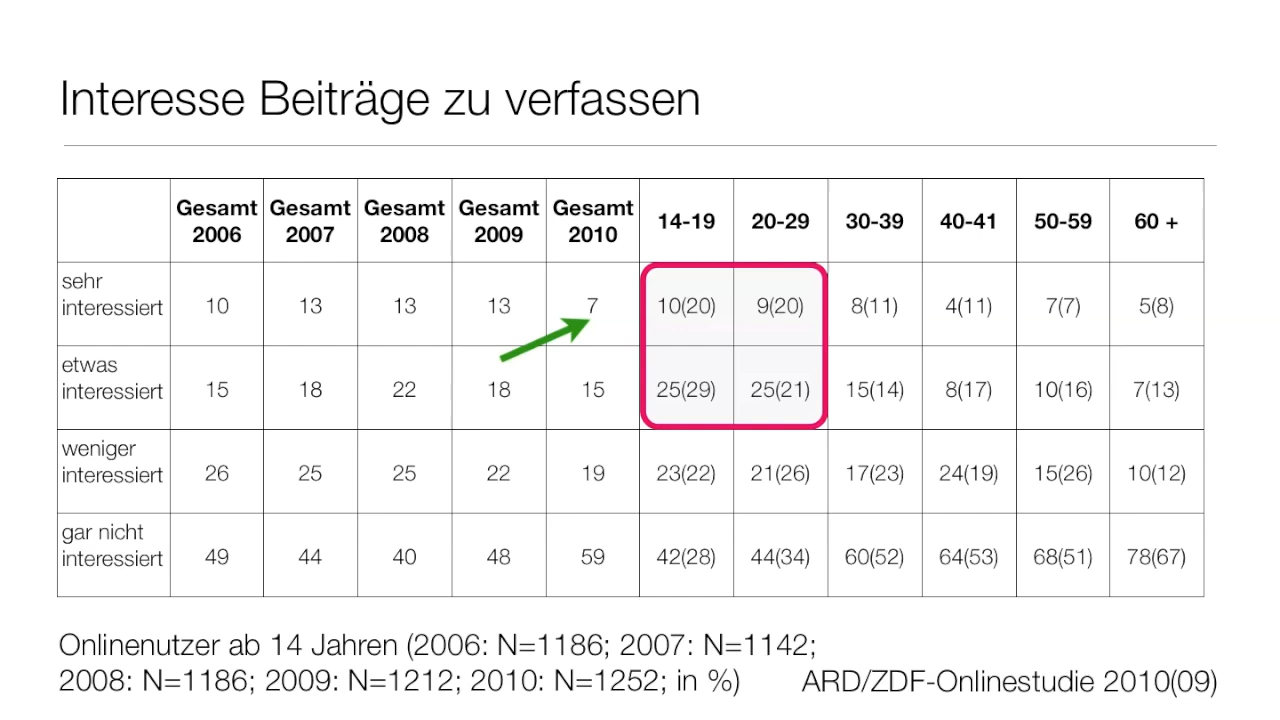 Interesse Beiträge zu verfassen
Gesamt 2006 Gesamt 2007 Gesamt 2008 Gesamt 2009 Gesamt 2010 14-19 20-29 30-39 40-41 50-59 60 +
sehr interessiert 10 13 13 13 7 10(20) 9(20) 8(11) 4(11) 7(7) 5(8)
etwas interessiert 15 18 22 18 15 25(29) 25(21) 15(14) 8(17) 10(16) 7(13)
weniger interessiert 26 25 25 22 19 23(22) 21(26) 17(23) 24(19) 15(26) 10(12)
gar nicht interessiert 49 44 40 48 59 42(28) 44(34) 60(52) 64(53) 68(51) 78(67)
Onlinenutzer ab 14 Jahren (2006: N=1186; 2007: N=1142;
2008: N=1186; 2009: N=1212; 2010: N=1252; in %) ARD/ZDF-Onlinestudie 2010(09)